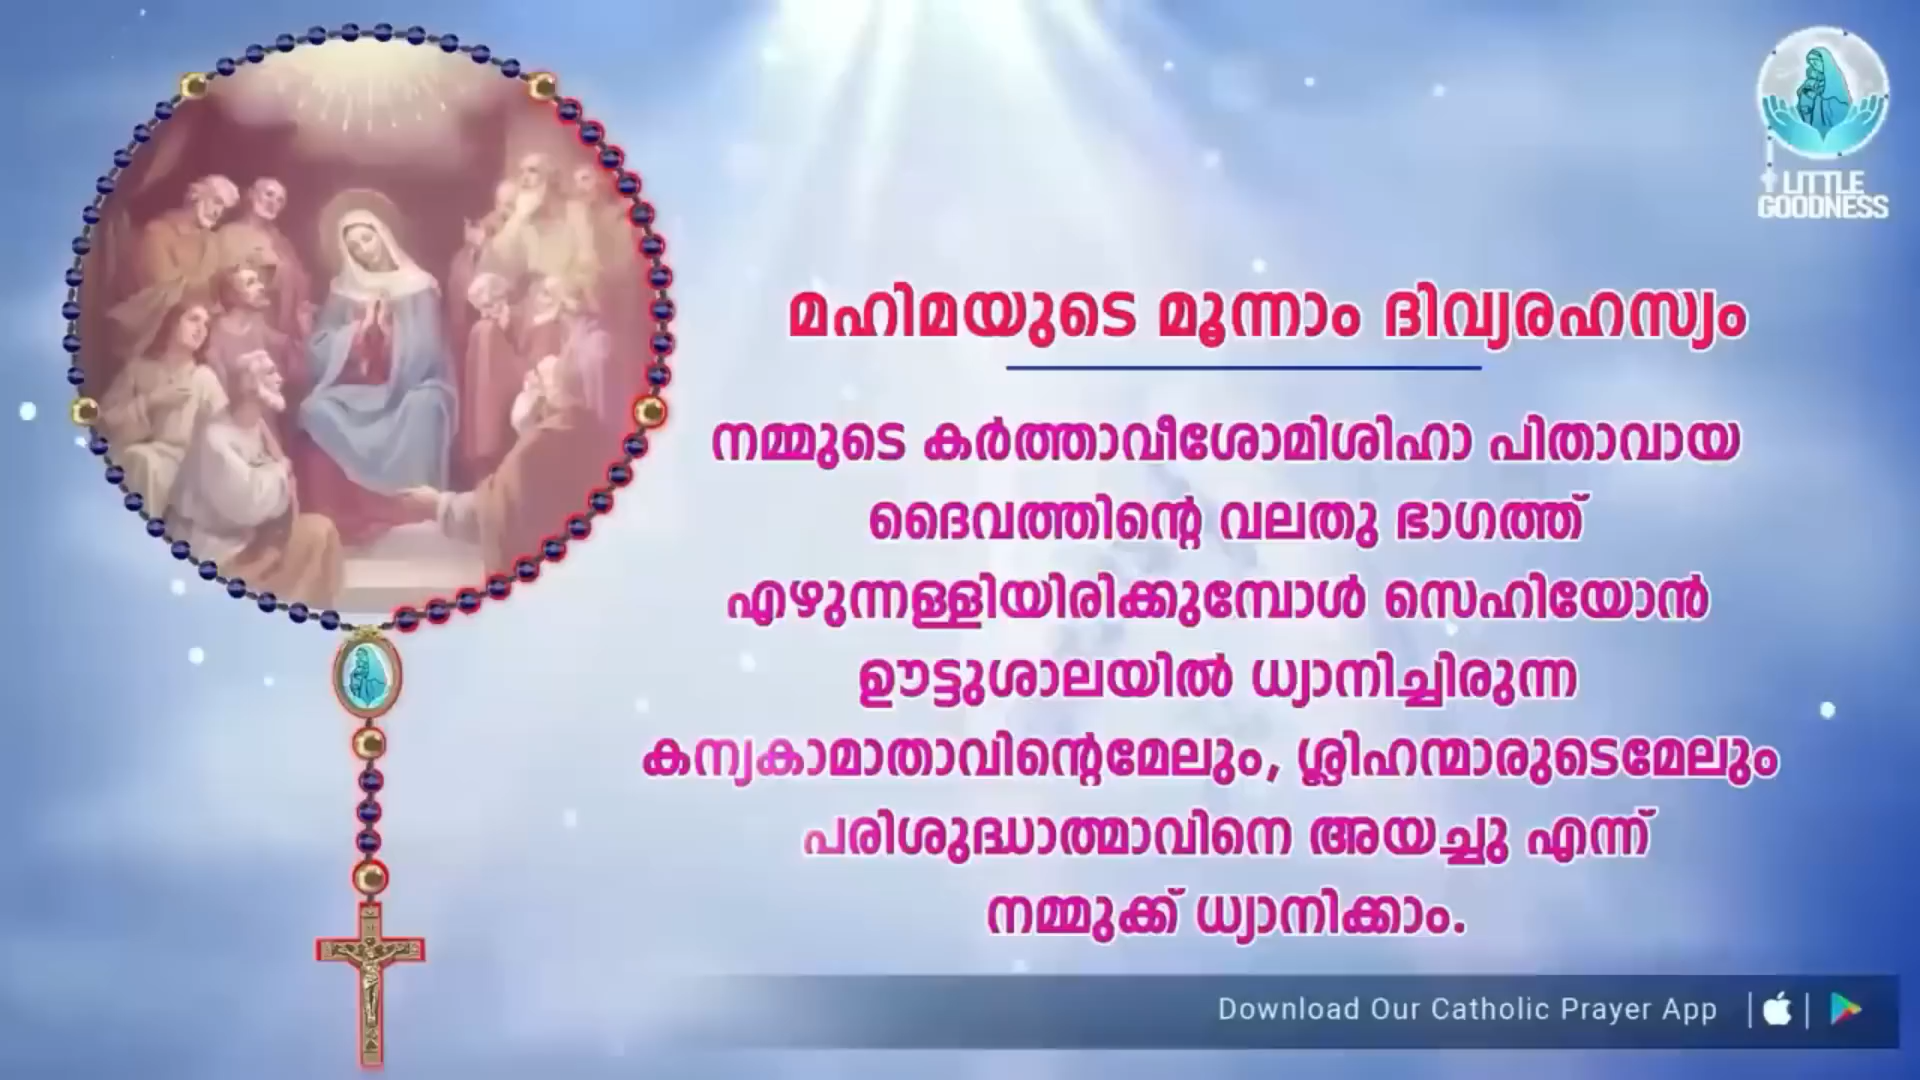 LITTLE
GOODNESS
മഹിമയുടെ മൂന്നാം ദിവ്യരഹസ്യം
നമ്മുടെ കർത്താവീശോമിശിഹാ പിതാവായ
ദൈവത്തിന്റെ വലതു ഭാഗത്ത്
എഴുന്നള്ളിയിരിക്കുമ്പോൾ സെഹിയോൻ
ഊട്ടുശാലയിൽ ധ്യാനിച്ചിരുന്ന
കന്യകാമാതാവിന്റെമേലും, ശ്ലിഹന്മാരുടെമേലും
പരിശുദ്ധാത്മാവിനെ അയച്ചു എന്ന്
നമ്മുക്ക് ധ്യാനിക്കാം.
Download Our Catholic Prayer App